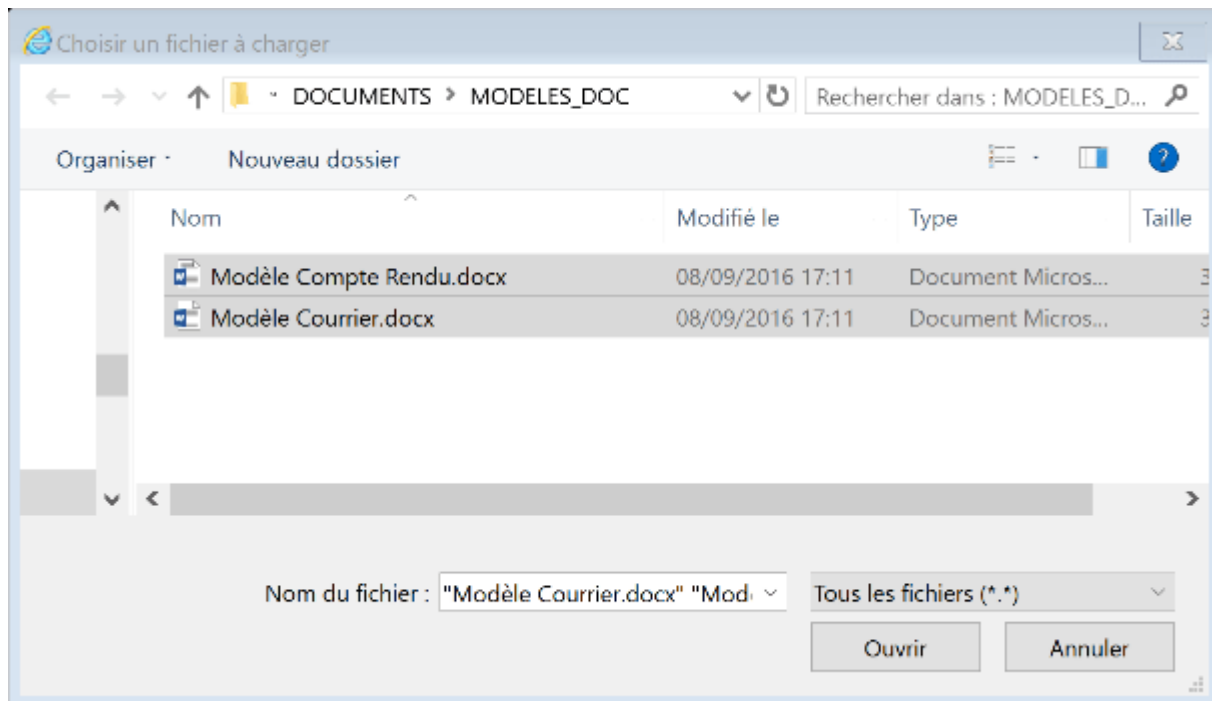 Choisir un fichier à charger
DOCUMENTS > MODELES_DOC Rechercher dans : MODELES_D...
Organiser Nouveau dossier ?
Nom Modifié le Type Taille
Modèle Compte Rendu.docx 08/09/2016 17:11 Document Micros...
Modèle Courrier.docx 08/09/2016 17:11 Document Micros...
Nom du fichier : "Modèle Courrier.docx" "Mod Tous les fichiers (*.*)
Ouvrir Annuler